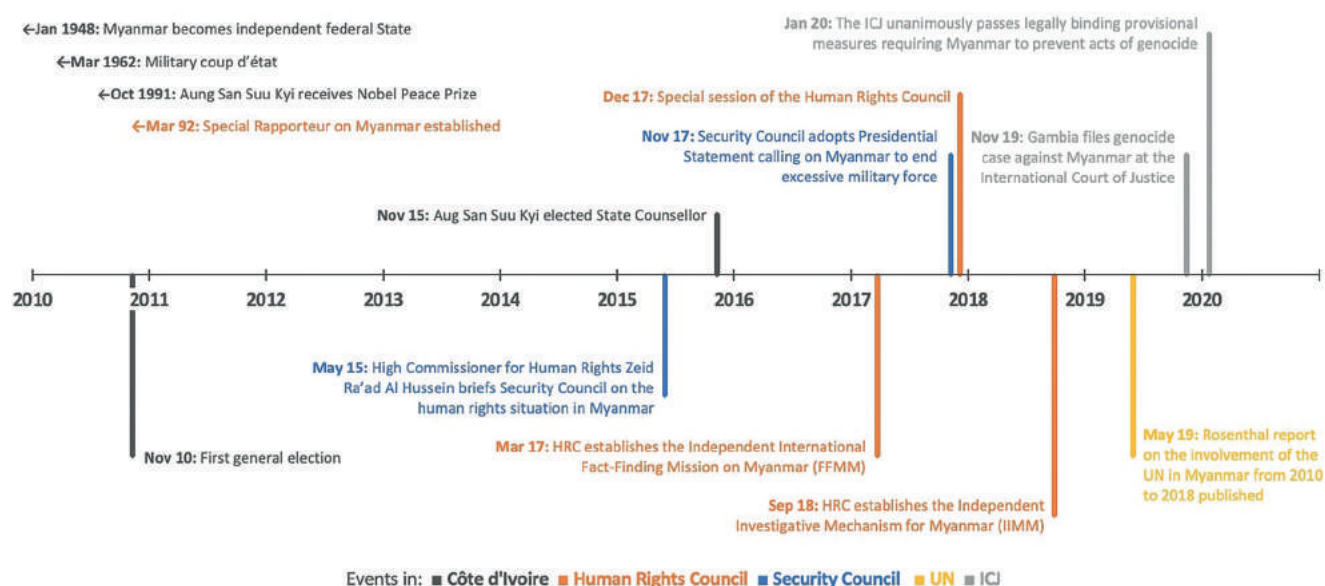 ←Jan 1948: Myanmar becomes independent federal State
←Mar 1962: Military coup d'état
←Oct 1991: Aung San Suu Kyi receives Nobel Peace Prize
←Mar 92: Special Rapporteur on Myanmar established
Jan 20: The ICJ unanimously passes legally binding provisional
measures requiring Myanmar to prevent acts of genocide
Dec 17: Special session of the Human Rights Council
Nov 17: Security Council adopts Presidential
Statement calling on Myanmar to end
excessive military force
Nov 19: Gambia files genocide
case against Myanmar at the
International Court of Justice
Nov 15: Aug San Suu Kyi elected State Counsellor
2010 2011 2012 2013 2014 2015 2016 2017 2018 2019 2020
May 15: High Commissioner for Human Rights Zeid
Ra'ad Al Hussein briefs Security Council on the
human rights situation in Myanmar
Nov 10: First general election
Mar 17: HRC establishes the Independent International
Fact-Finding Mission on Myanmar (FFMM)
May 19: Rosenthal report
on the involvement of the
UN in Myanmar from 2010
to 2018 published
Sep 18: HRC establishes the Independent
Investigative Mechanism for Myanmar (IIMM)
Events in: Côte d'Ivoire Human Rights Council Security Council UN ICJ